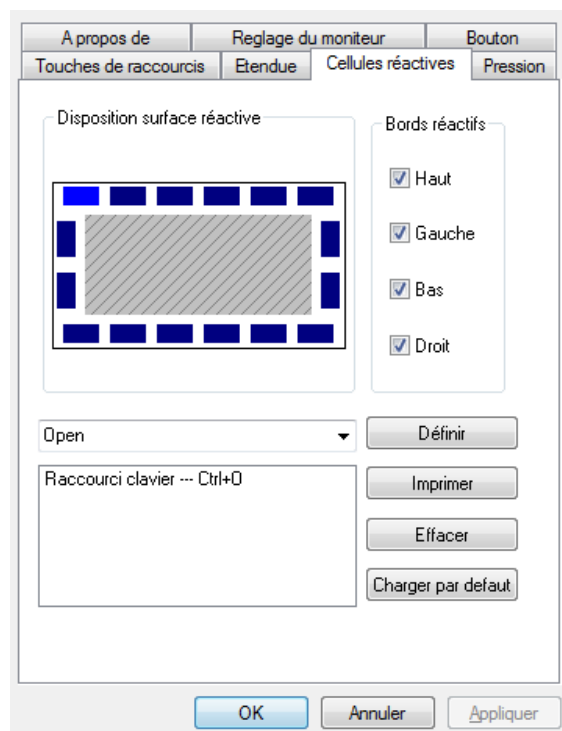 A propos de
Reglage du moniteur
Bouton
Touches de raccourcis
Etendue
Cellules réactives
Pression
Disposition surface réactive
Bords réactifs
Haut
Gauche
Bas
Droit
Open
Définir
Raccourci clavier --- Ctrl+O
Imprimer
Effacer
Charger par defaut
OK
Annuler
Appliquer